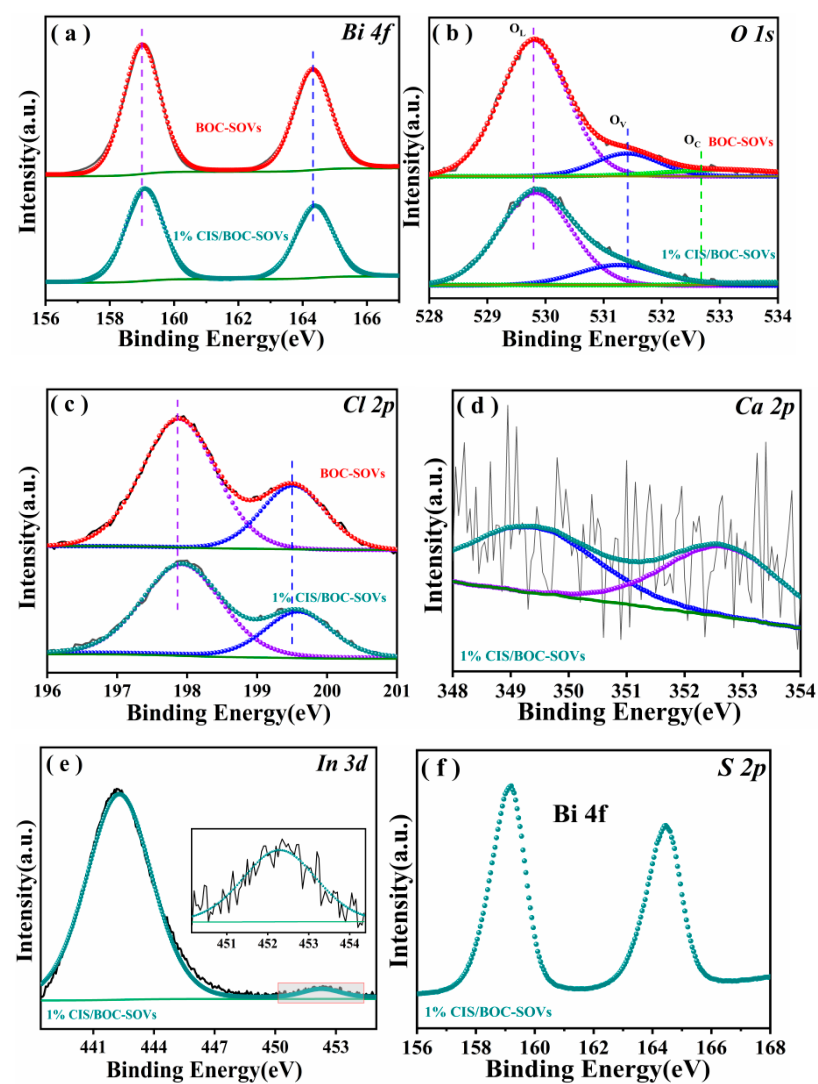 ( a )
Bi 4f
BOC-SOVs
1% CIS/BOC-SOVs
Intensity(a.u.)
156 158 160 162 164 166
Binding Energy(eV)
( b )
O 1s
O_L
O_V
O_C
BOC-SOVs
1% CIS/BOC-SOVs
Intensity(a.u.)
528 529 530 531 532 533 534
Binding Energy(eV)
( c )
Cl 2p
BOC-SOVs
1% CIS/BOC-SOVs
Intensity(a.u.)
196 197 198 199 200 201
Binding Energy(eV)
( d )
Ca 2p
1% CIS/BOC-SOVs
Intensity(a.u.)
348 349 350 351 352 353 354
Binding Energy(eV)
( e )
In 3d
451 452 453 454
1% CIS/BOC-SOVs
Intensity(a.u.)
441 444 447 450 453
Binding Energy(eV)
( f )
S 2p
Bi 4f
1% CIS/BOC-SOVs
Intensity(a.u.)
156 158 160 162 164 166 168
Binding Energy(eV)